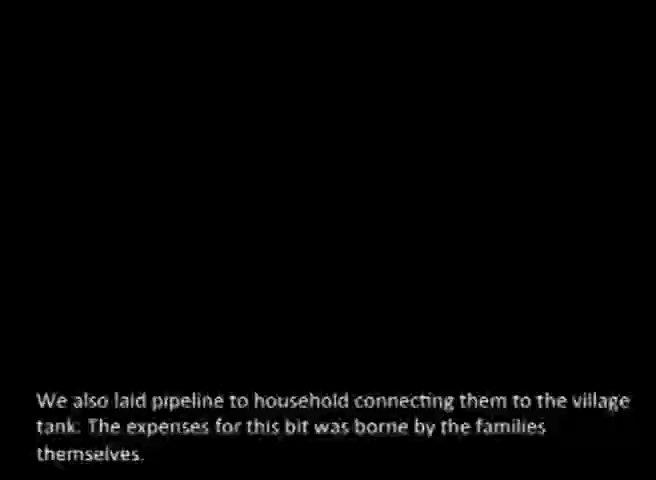 We also laid pipeline to household connecting them to the village
tank. The expenses for this bit was borne by the families
themselves.